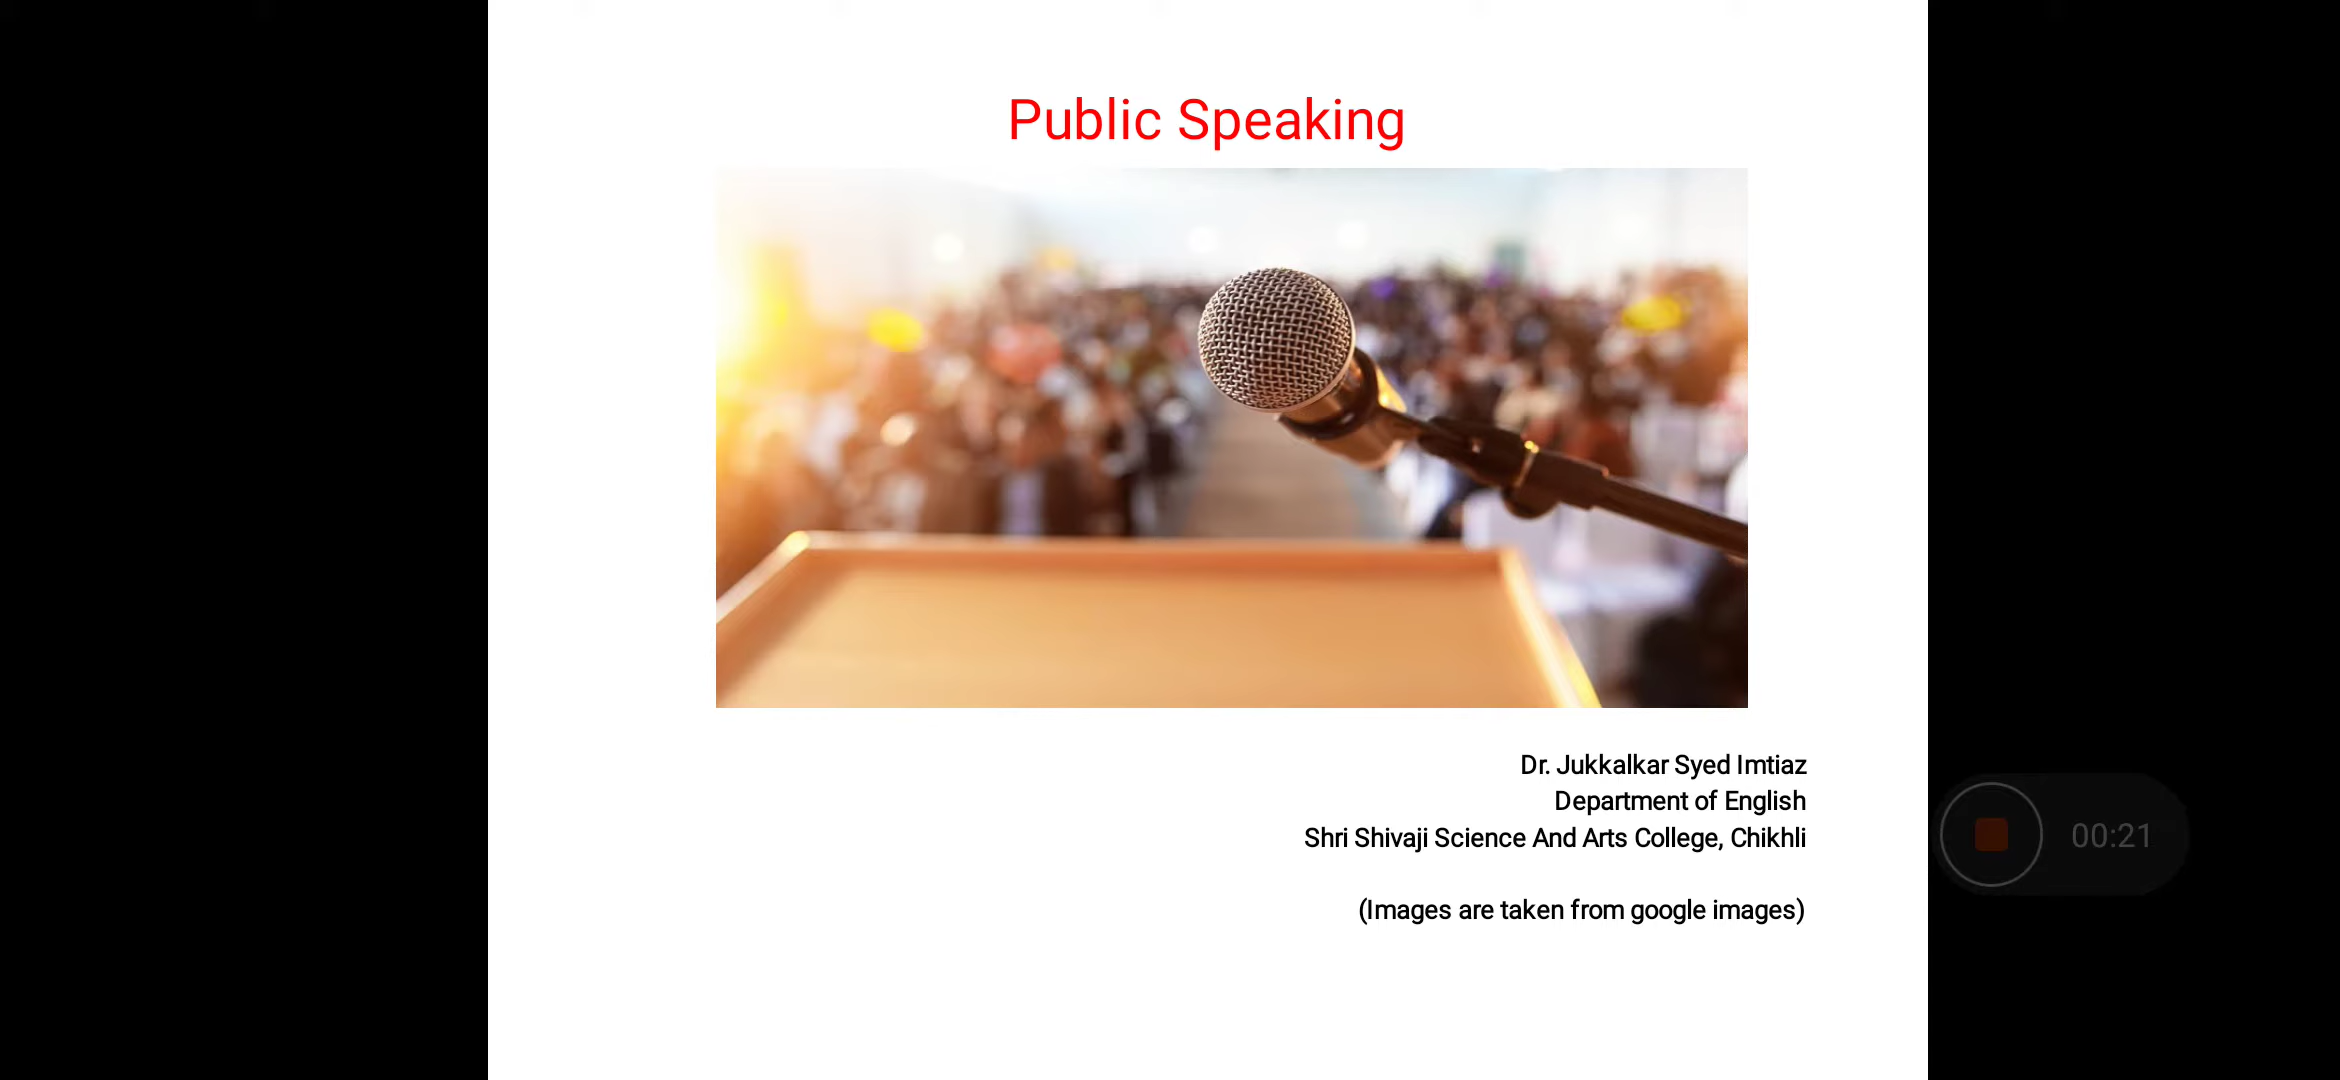 Public Speaking
Dr. Jukkalkar Syed Imtiaz
Department of English
Shri Shivaji Science And Arts College, Chikhli
(Images are taken from google images)
00:21